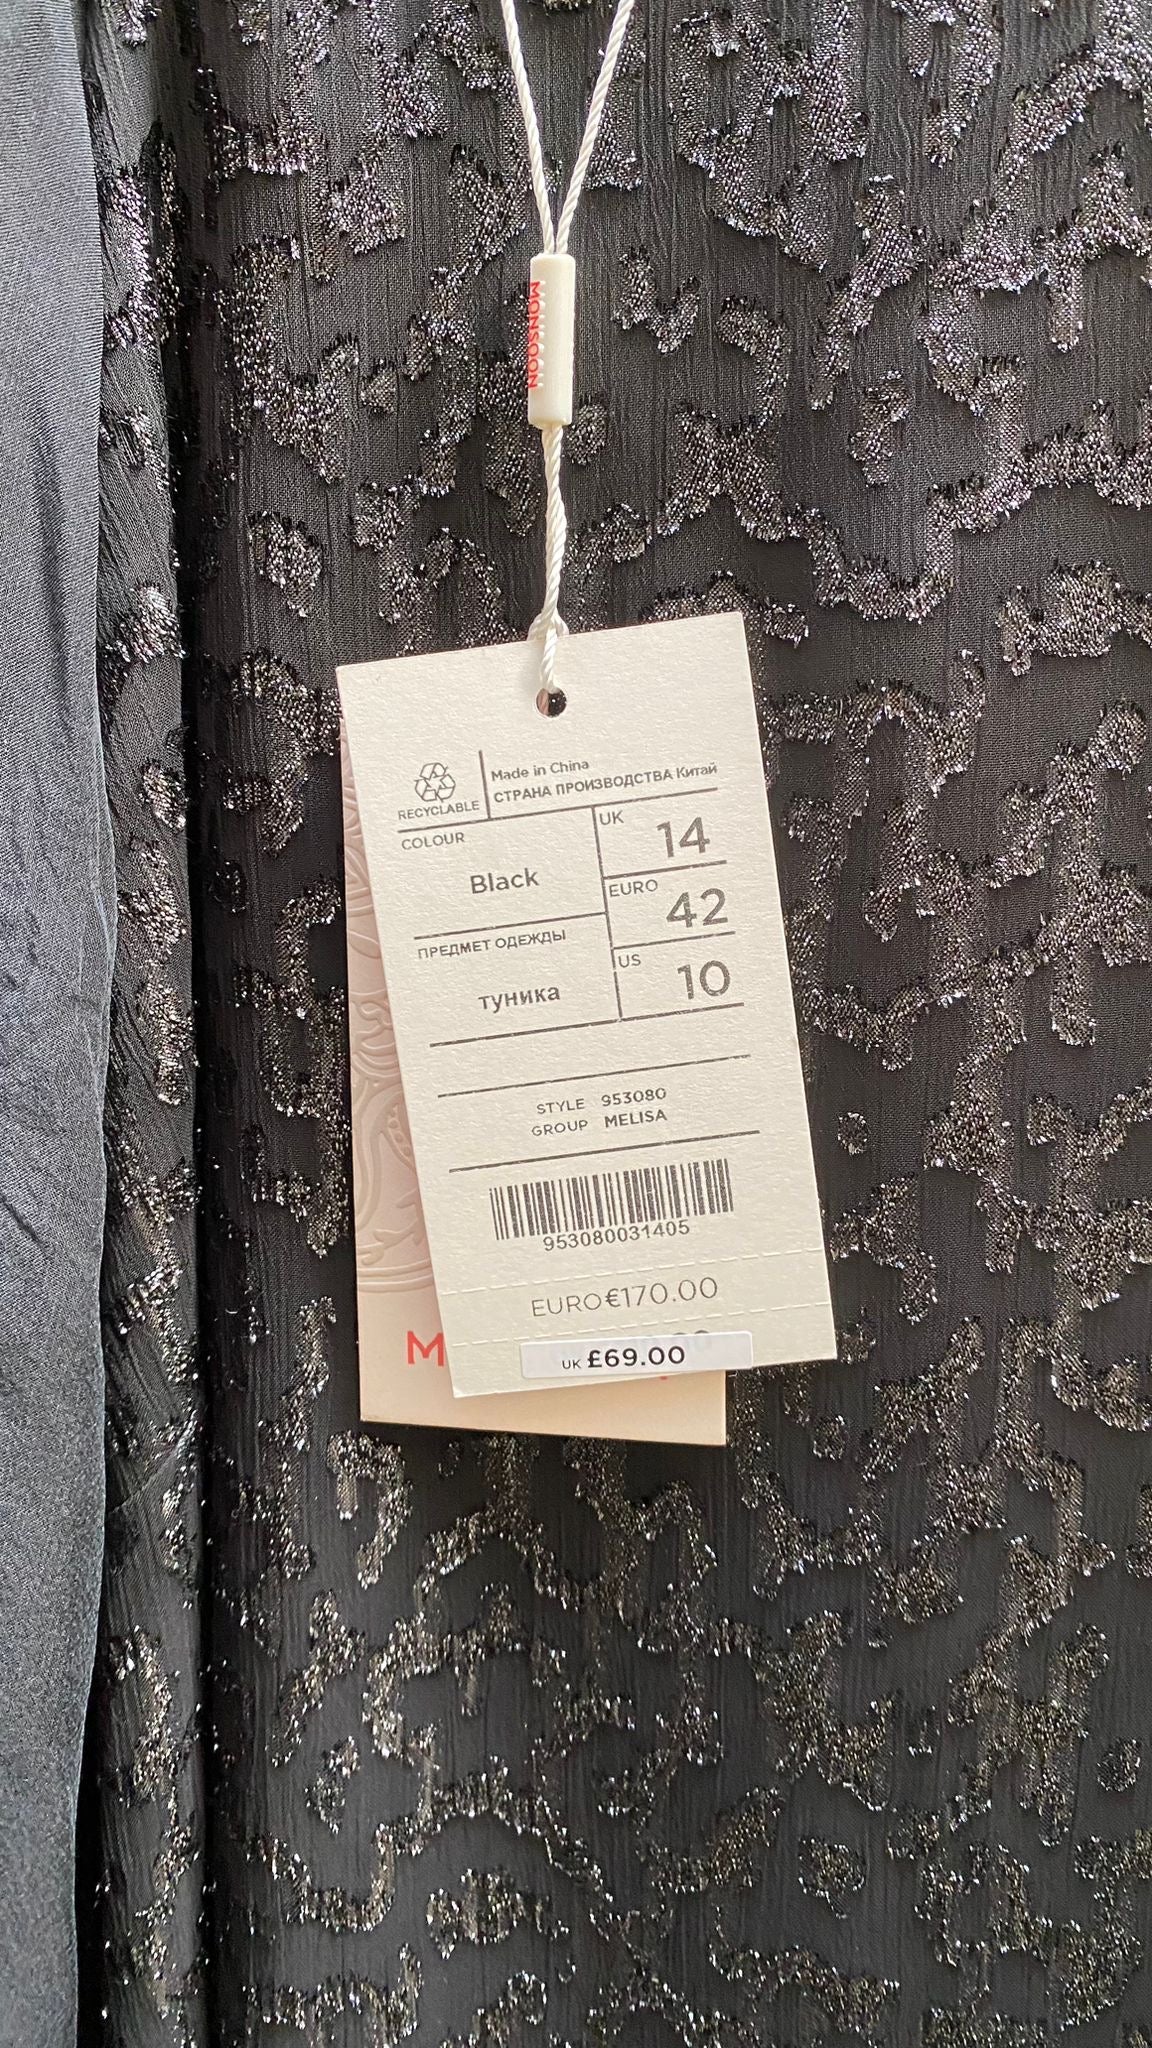 MONSOON
Made in China
СТРАНА ПРОИЗВОДСТВА Китай
RECYCLABLE
COLOUR
Black
UK
14
EURO
42
ПРЕДМЕТ ОДЕЖДЫ
туника
US
10
STYLE 953080
GROUP MELISA
953080031405
EURO€170.00
UK £69.00
M